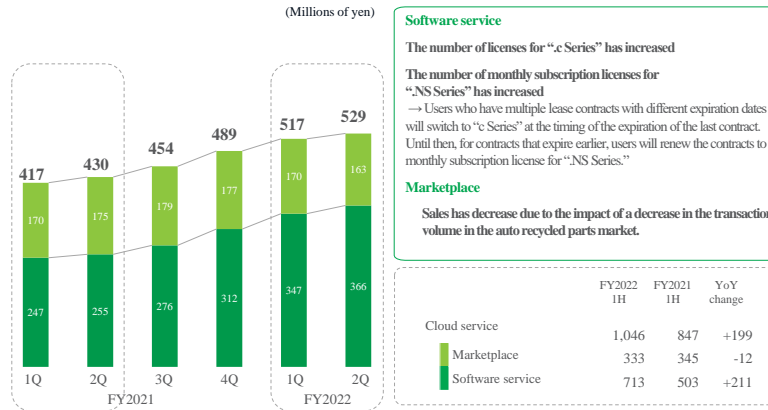 (Millions of yen)
417
430
454
489
517
529
170
175
179
177
170
163
247
255
276
312
347
366
1Q
2Q
3Q
4Q
1Q
2Q
FY2021
FY2022
Software service
The number of licenses for “.c Series” has increased
The number of monthly subscription licenses for
“.NS Series” has increased
→ Users who have multiple lease contracts with different expiration dates
will switch to “c Series” at the timing of the expiration of the last contract.
Until then, for contracts that expire earlier, users will renew the contracts to
monthly subscription license for “.NS Series.”
Marketplace
Sales has decrease due to the impact of a decrease in the transaction
volume in the auto recycled parts market.
FY2022 FY2021 YoY
1H 1H change
Cloud service
1,046 847 +199
Marketplace 333 345 -12
Software service 713 503 +211